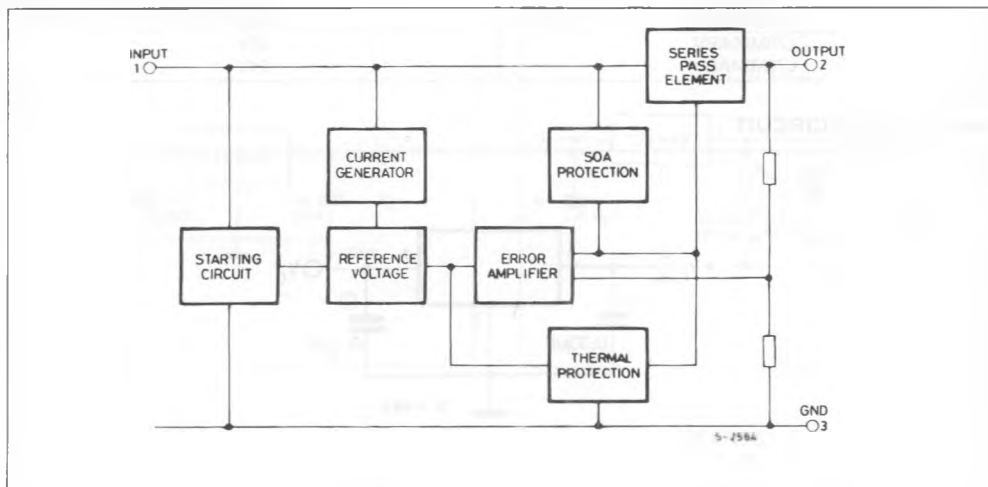 INPUT
1
SERIES
PASS
ELEMENT
OUTPUT
2
CURRENT
GENERATOR
SOA
PROTECTION
STARTING
CIRCUIT
REFERENCE
VOLTAGE
ERROR
AMPLIFIER
THERMAL
PROTECTION
GND
3
S-2564